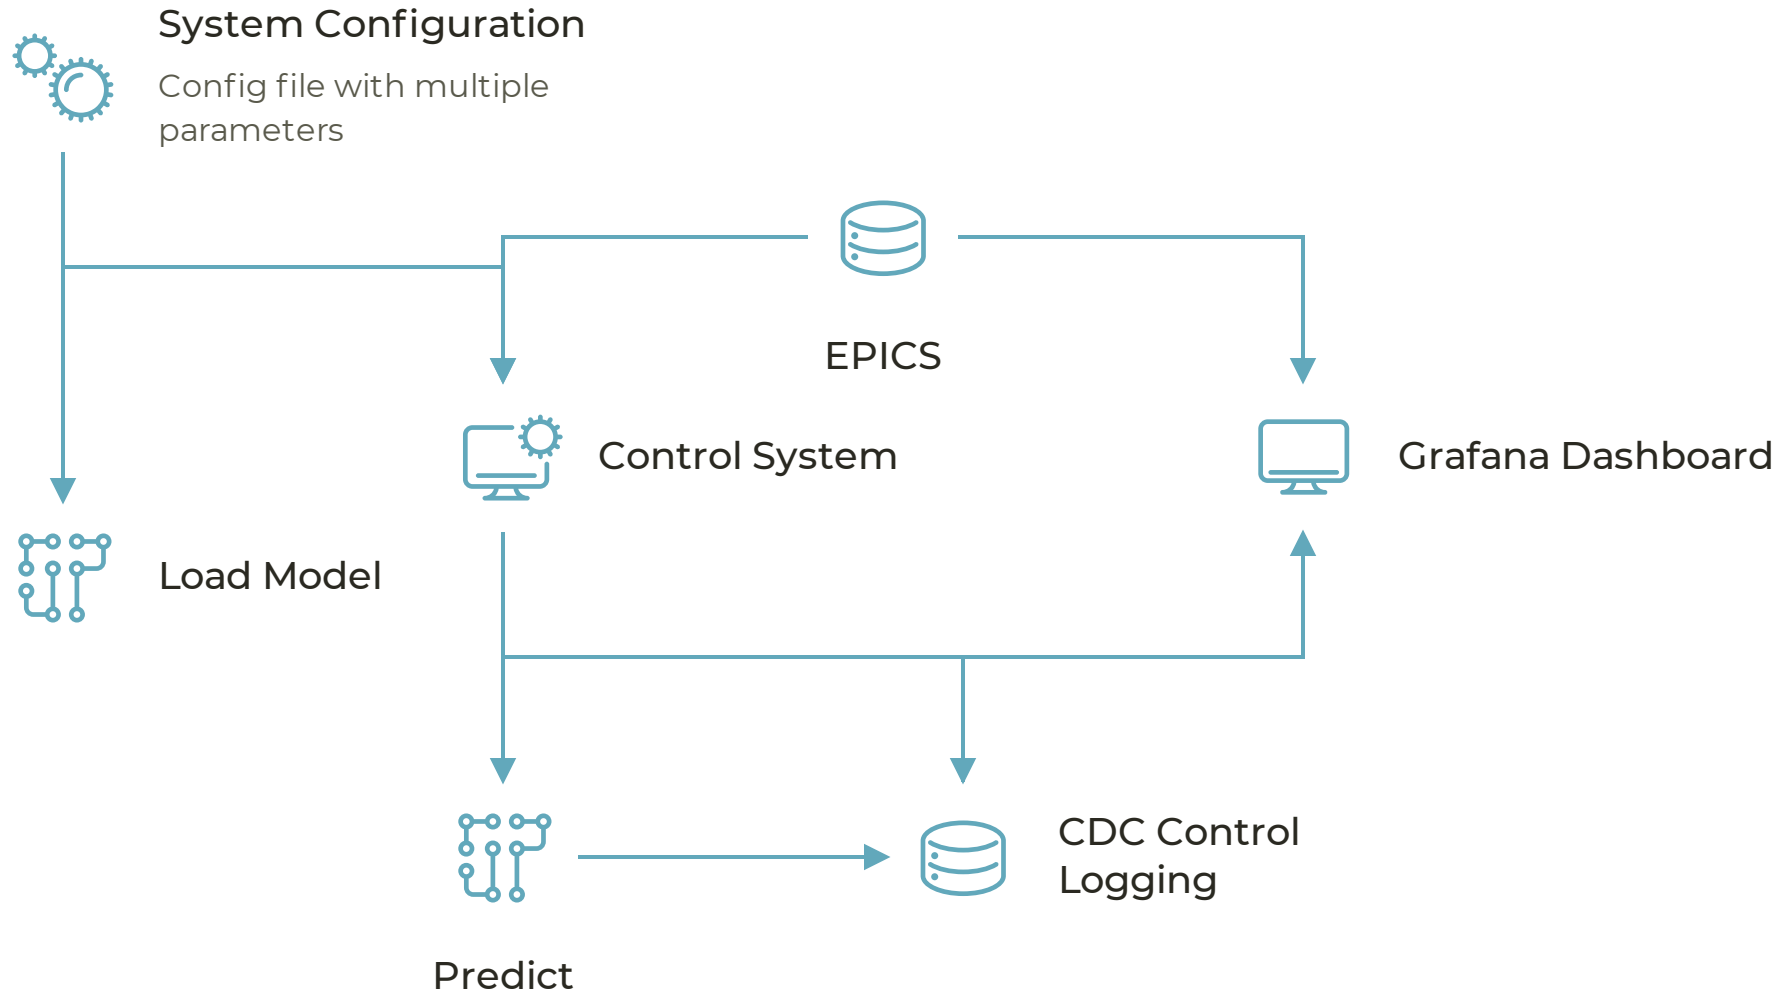 System Configuration
Config file with multiple
parameters
EPICS
Control System
Grafana Dashboard
Load Model
CDC Control
Logging
Predict